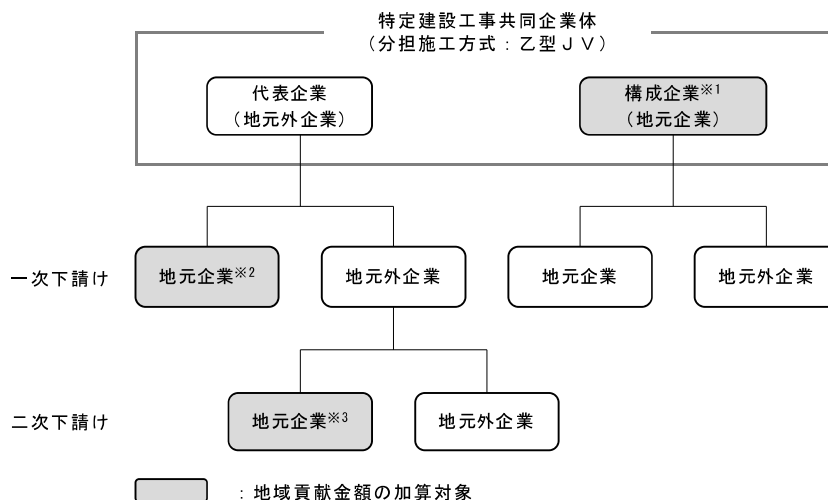 特定建設工事共同企業体
（分担施工方式：乙型ＪＶ）
代表企業
（地元外企業）
構成企業※1
（地元企業）
一次下請け
地元企業※2
地元外企業
地元企業
地元外企業
二次下請け
地元企業※3
地元外企業
：地域貢献金額の加算対象